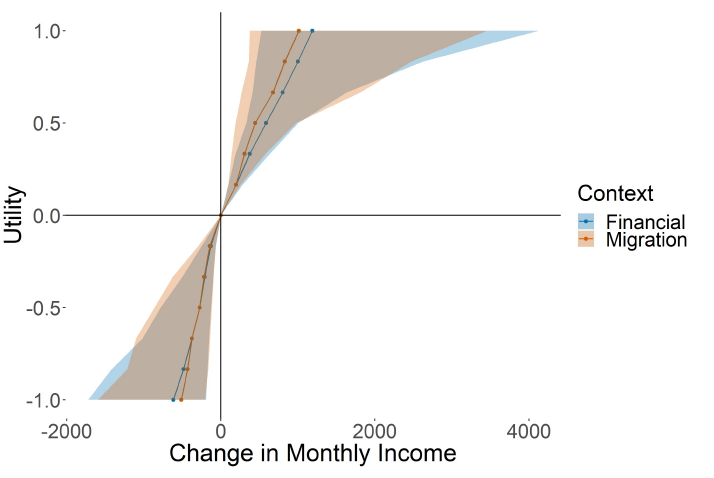 1.0
0.5
0.0
-0.5
-1.0
Utility
-2000 0 2000 4000
Change in Monthly Income
Context
Financial
Migration